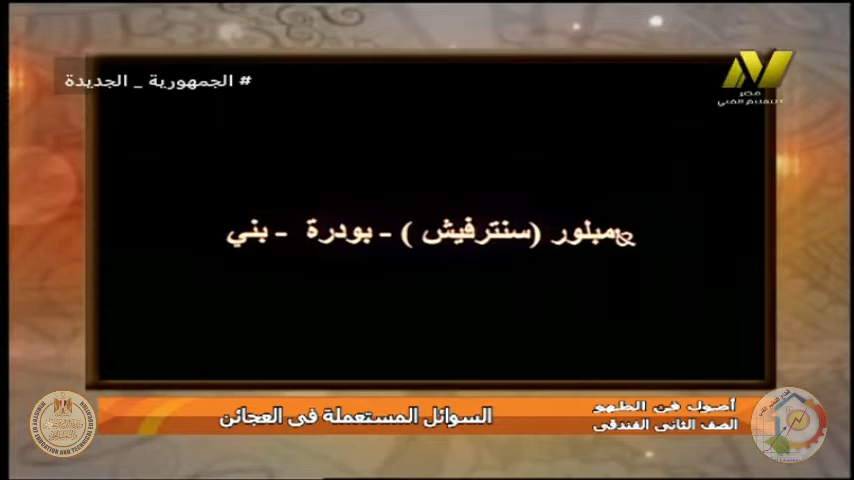 # الجمهورية _ الجديدة
مصر
التعليم الفني
مبلور (سنترفيش ) - بودرة - بني
أصول فن الطهو
الصف الثانى الفندقى
السوائل المستعملة فى العجائن